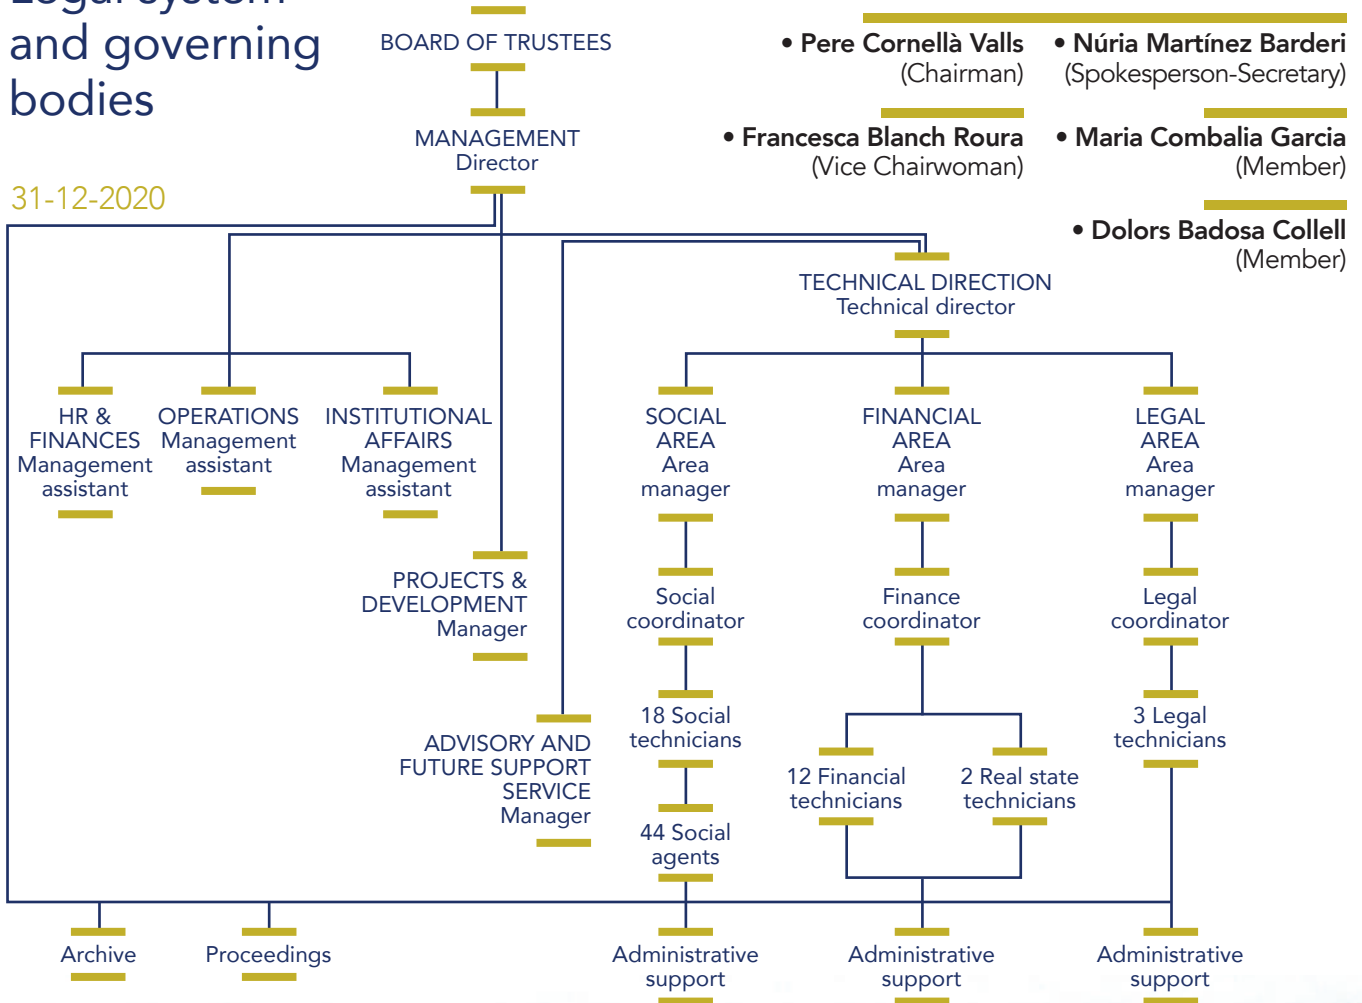 Legal system
and governing
bodies
31-12-2020
BOARD OF TRUSTEES
MANAGEMENT
Director
• Pere Cornellà Valls
(Chairman)
• Núria Martínez Barderi
(Spokesperson-Secretary)
• Francesca Blanch Roura
(Vice Chairwoman)
• Maria Combalia Garcia
(Member)
• Dolors Badosa Collell
(Member)
TECHNICAL DIRECTION
Technical director
HR &
FINANCES
Management
assistant
OPERATIONS
Management
assistant
INSTITUTIONAL
AFFAIRS
Management
assistant
SOCIAL
AREA
Area
manager
FINANCIAL
AREA
Area
manager
LEGAL
AREA
Area
manager
PROJECTS &
DEVELOPMENT
Manager
Social
coordinator
Finance
coordinator
Legal
coordinator
ADVISORY AND
FUTURE SUPPORT
SERVICE
Manager
18 Social
technicians
12 Financial
technicians
2 Real state
technicians
3 Legal
technicians
44 Social
agents
Archive
Proceedings
Administrative
support
Administrative
support
Administrative
support